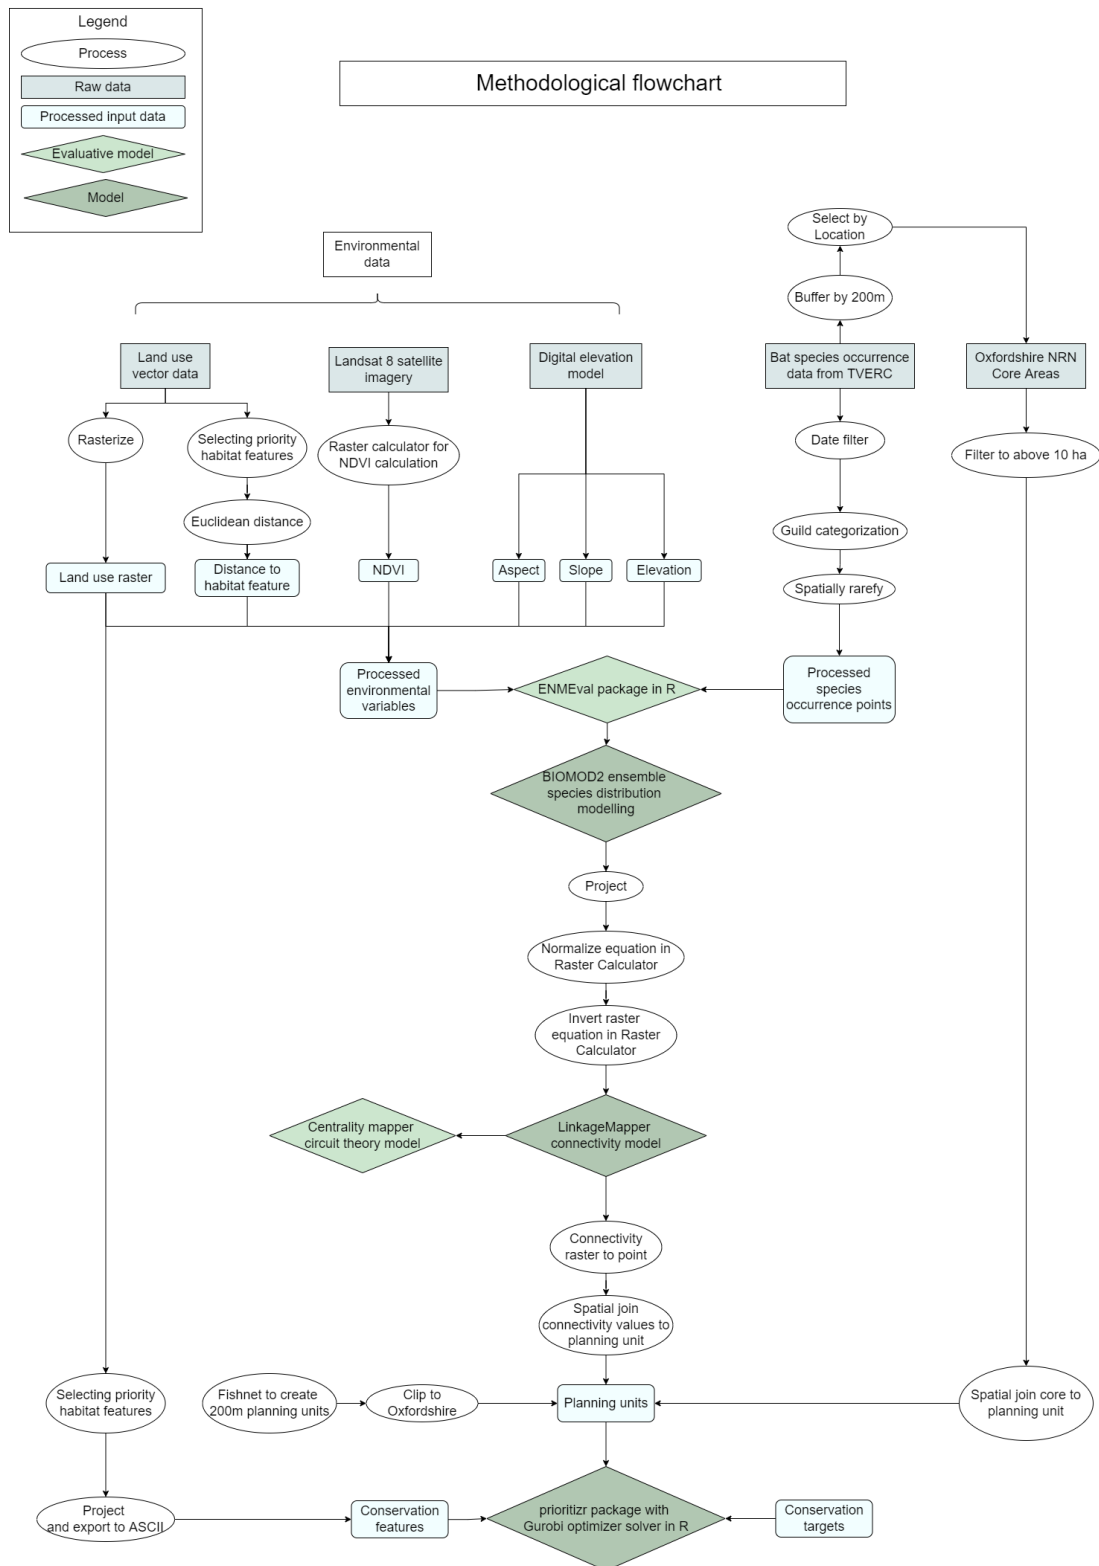 Legend
Process
Raw data
Processed input data
Evaluative model
Model
Methodological flowchart
Environmental
data
Select by
Location
Buffer by 200m
Land use
vector data
Landsat 8 satellite
imagery
Digital elevation
model
Bat species occurrence
data from TVERC
Oxfordshire NRN
Core Areas
Rasterize
Selecting priority
habitat features
Raster calculator for
NDVI calculation
Date filter
Filter to above 10 ha
Euclidean distance
Guild categorization
Land use raster
Distance to
habitat feature
NDVI
Aspect
Slope
Elevation
Spatially rarefy
Processed
environmental
variables
ENMEval package in R
Processed
species
occurrence points
BIOMOD2 ensemble
species distribution
modelling
Project
Normalize equation in
Raster Calculator
Invert raster
equation in Raster
Calculator
Centrality mapper
circuit theory model
LinkageMapper
connectivity model
Connectivity
raster to point
Spatial join
connectivity values to
planning unit
Selecting priority
habitat features
Fishnet to create
200m planning units
Clip to
Oxfordshire
Planning units
Spatial join core to
planning unit
Project
and export to ASCII
Conservation
features
prioritizr package with
Gurobi optimizer solver in R
Conservation
targets